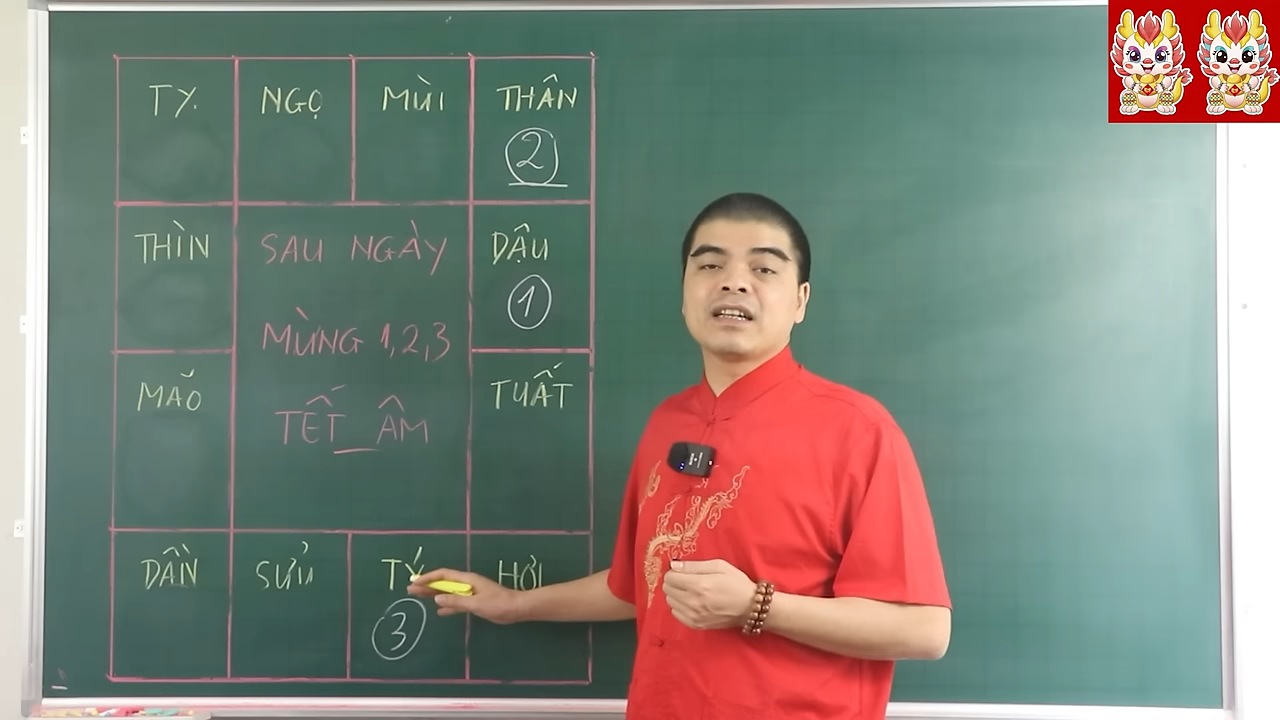 TỴ
NGỌ
MÙI
THÂN
2
THÌN
SAU NGÀY
MÙNG 1,2,3
TẾT ÂM
DẬU
1
MÃO
TUẤT
DẦN
SỬU
TÝ
3
HỢI